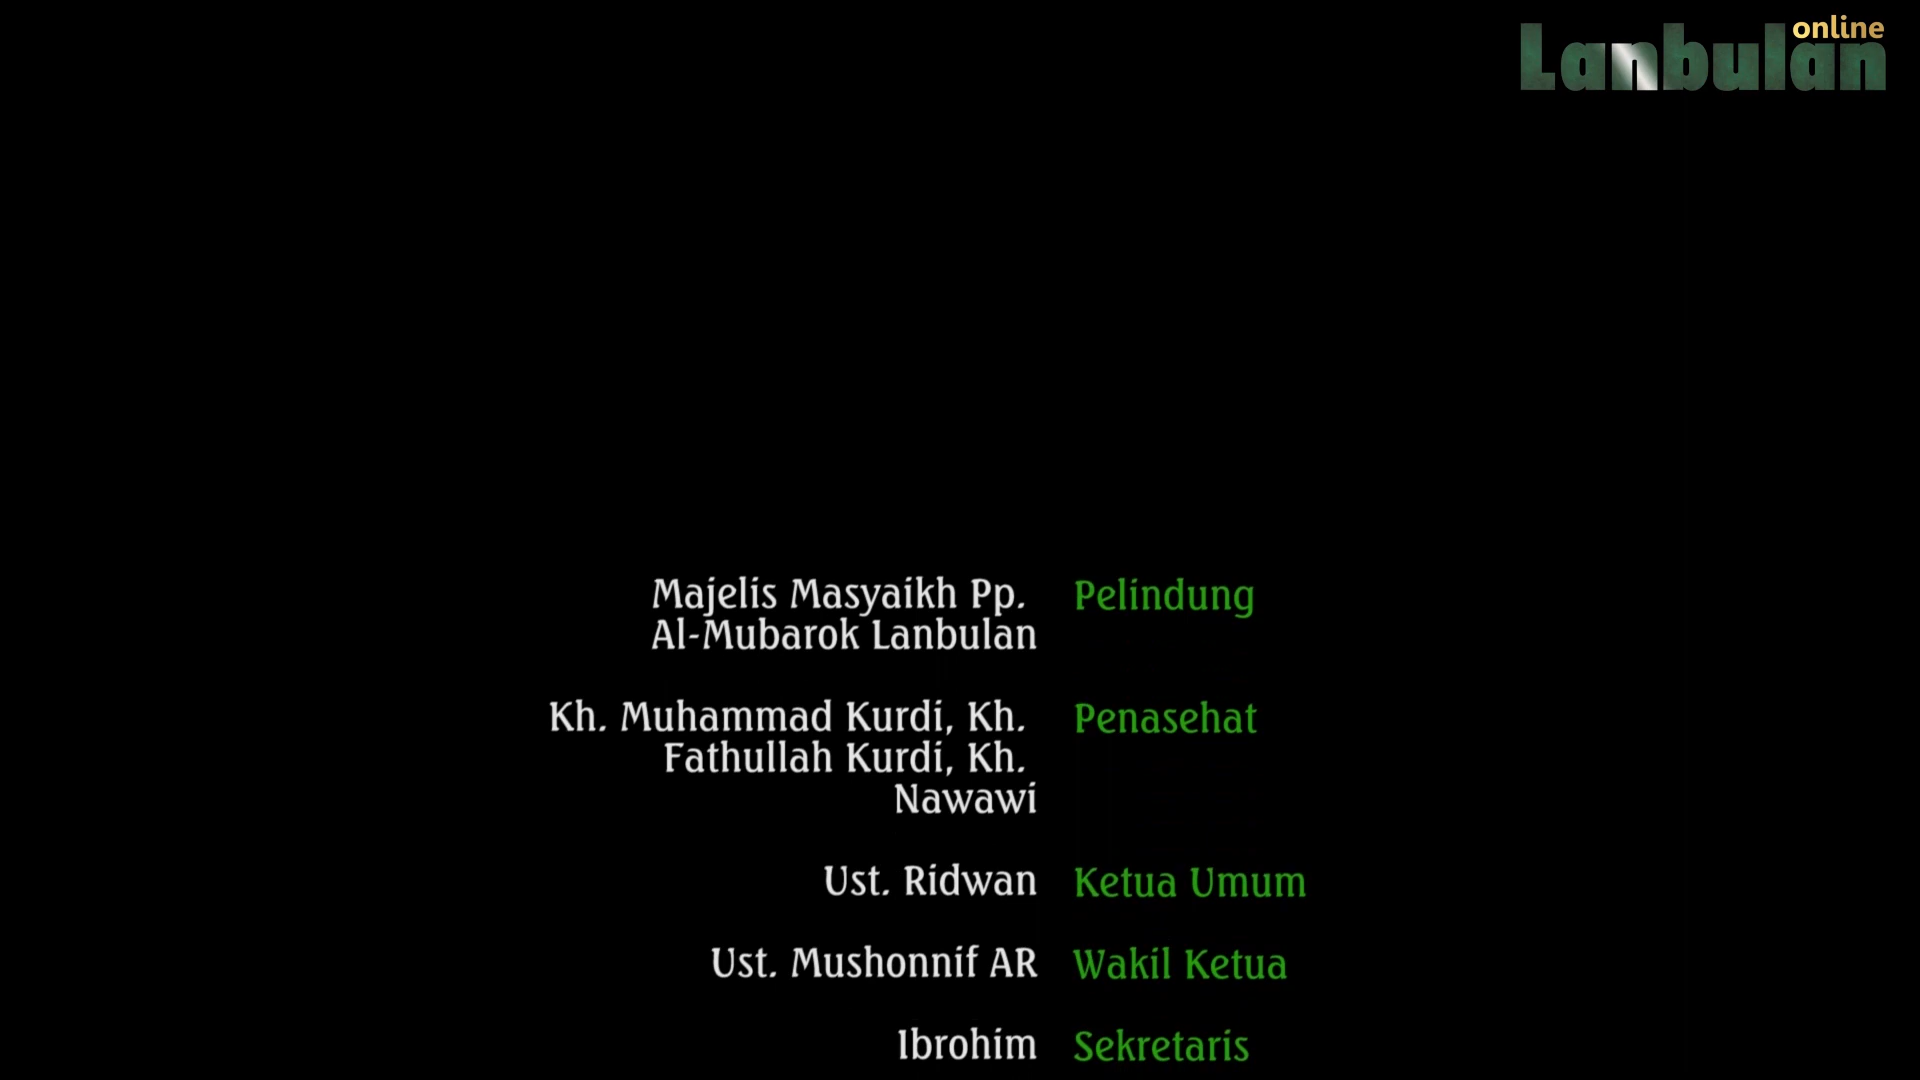 online
Lanbulan
Majelis Masyaikh Pp. Pelindung
Al-Mubarok Lanbulan
Kh. Muhammad Kurdi, Kh. Penasehat
Fathullah Kurdi, Kh.
Nawawi
Ust. Ridwan Ketua Umum
Ust. Mushonnif AR Wakil Ketua
Ibrohim Sekretaris